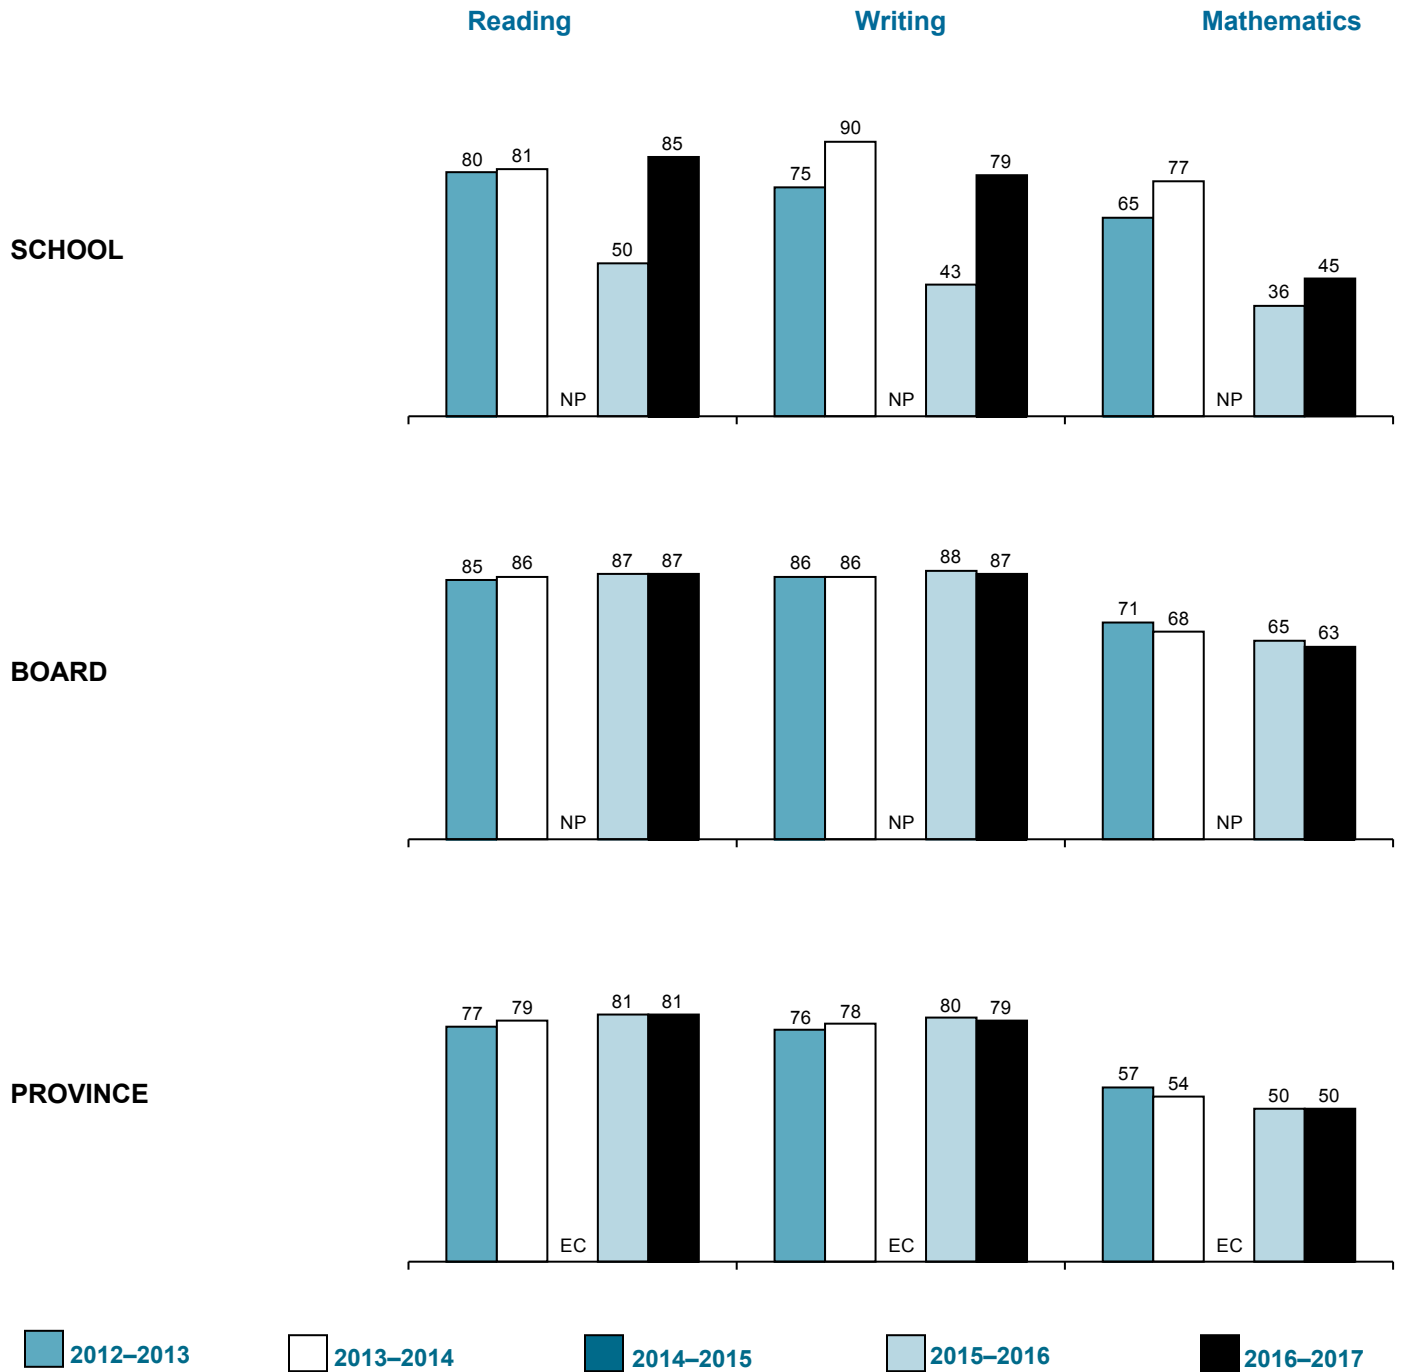 Reading Writing Mathematics
SCHOOL
80 81 NP 50 85 75 90 NP 43 79 65 77 NP 36 45
BOARD
85 86 NP 87 87 86 86 NP 88 87 71 68 NP 65 63
PROVINCE
77 79 EC 81 81 76 78 EC 80 79 57 54 EC 50 50
2012–2013 2013–2014 2014–2015 2015–2016 2016–2017